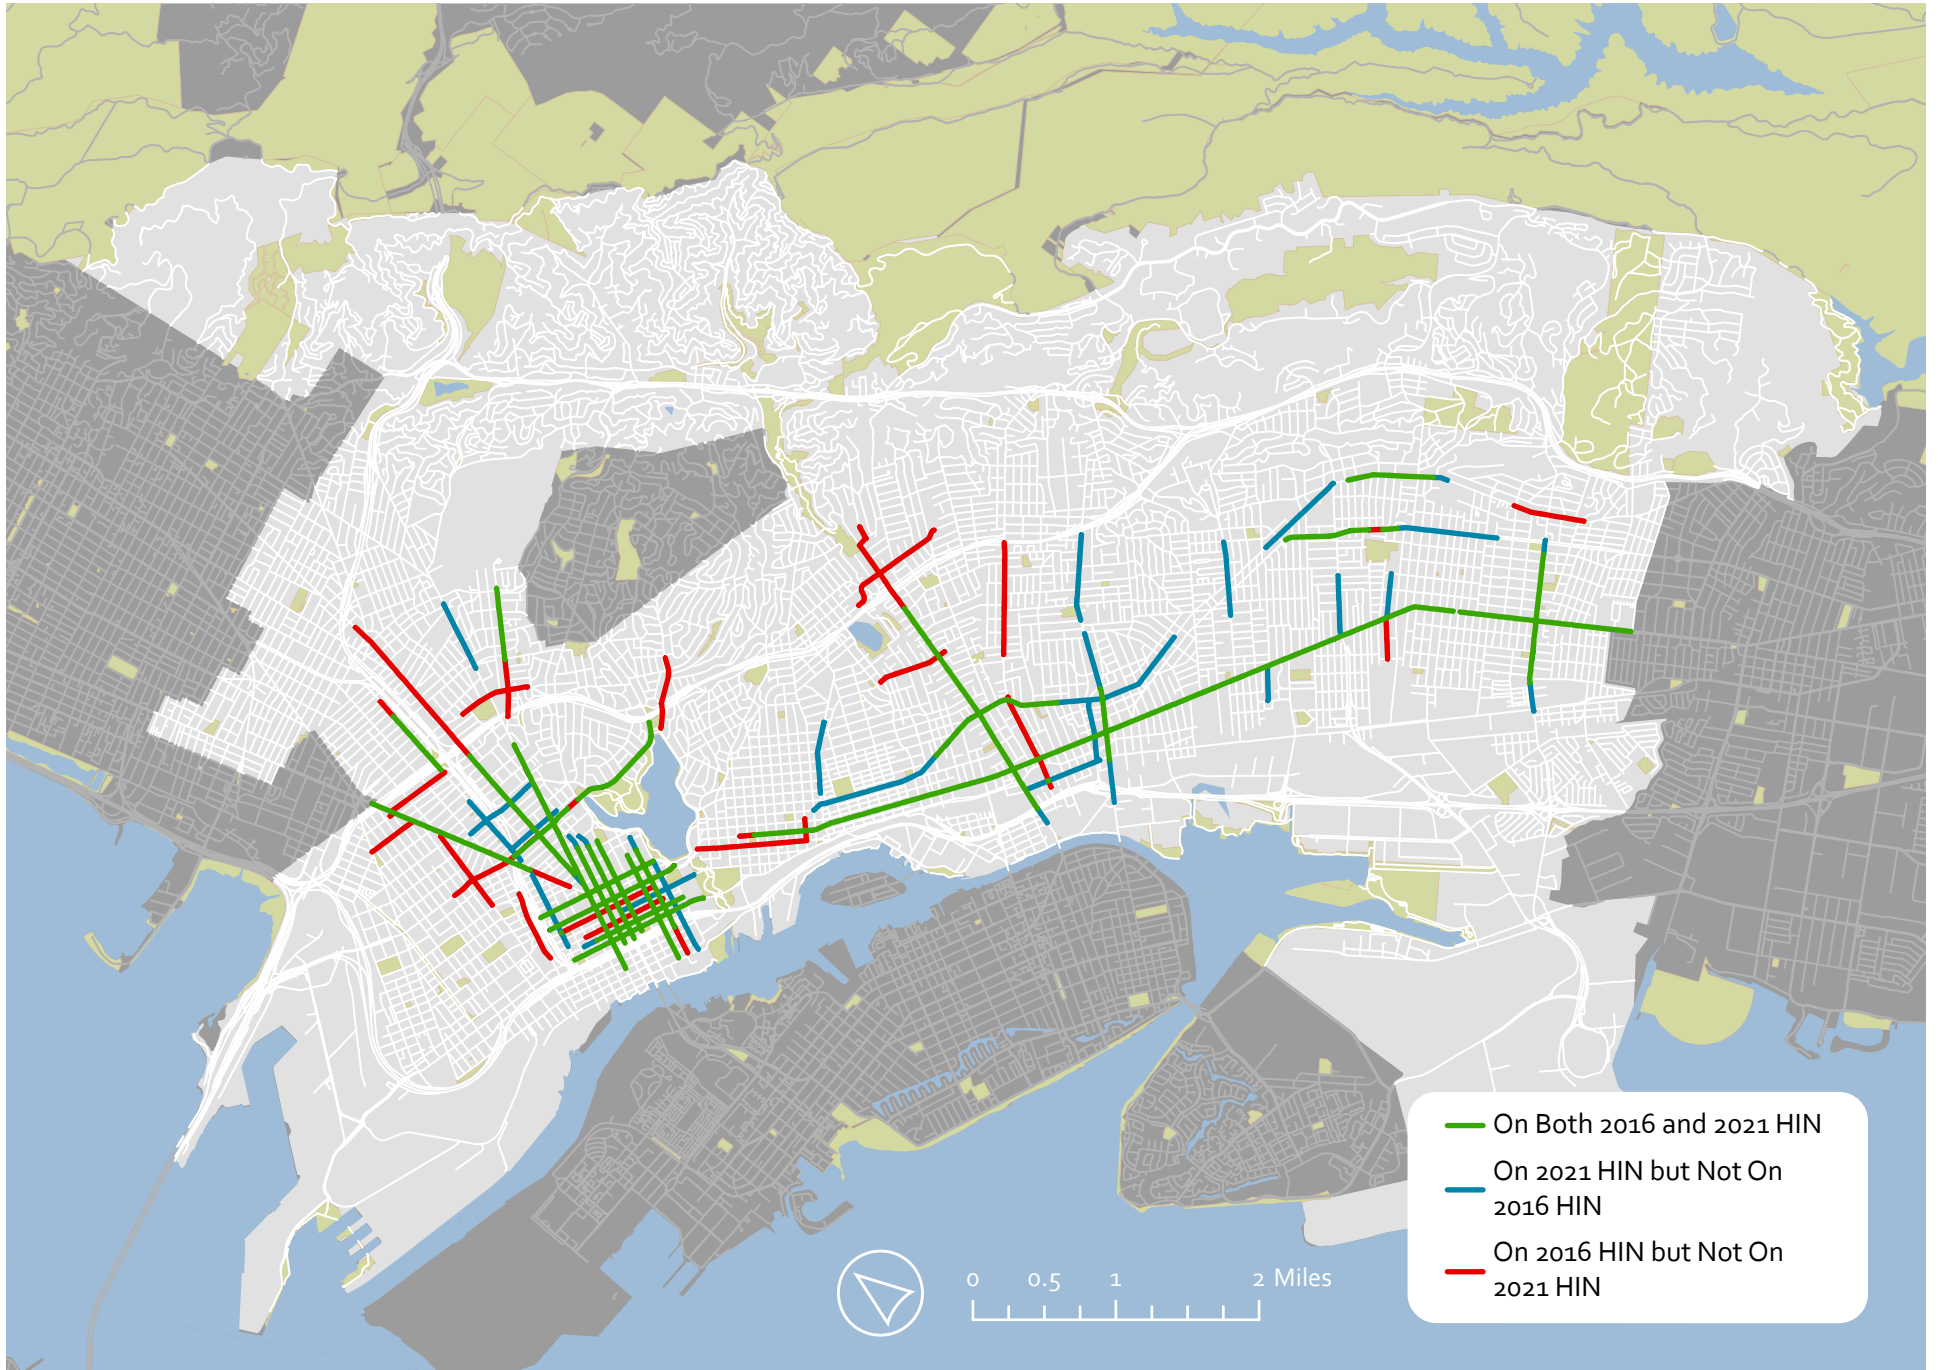 On Both 2016 and 2021 HIN
On 2021 HIN but Not On
2016 HIN
On 2016 HIN but Not On
2021 HIN
0 0.5 1 2 Miles